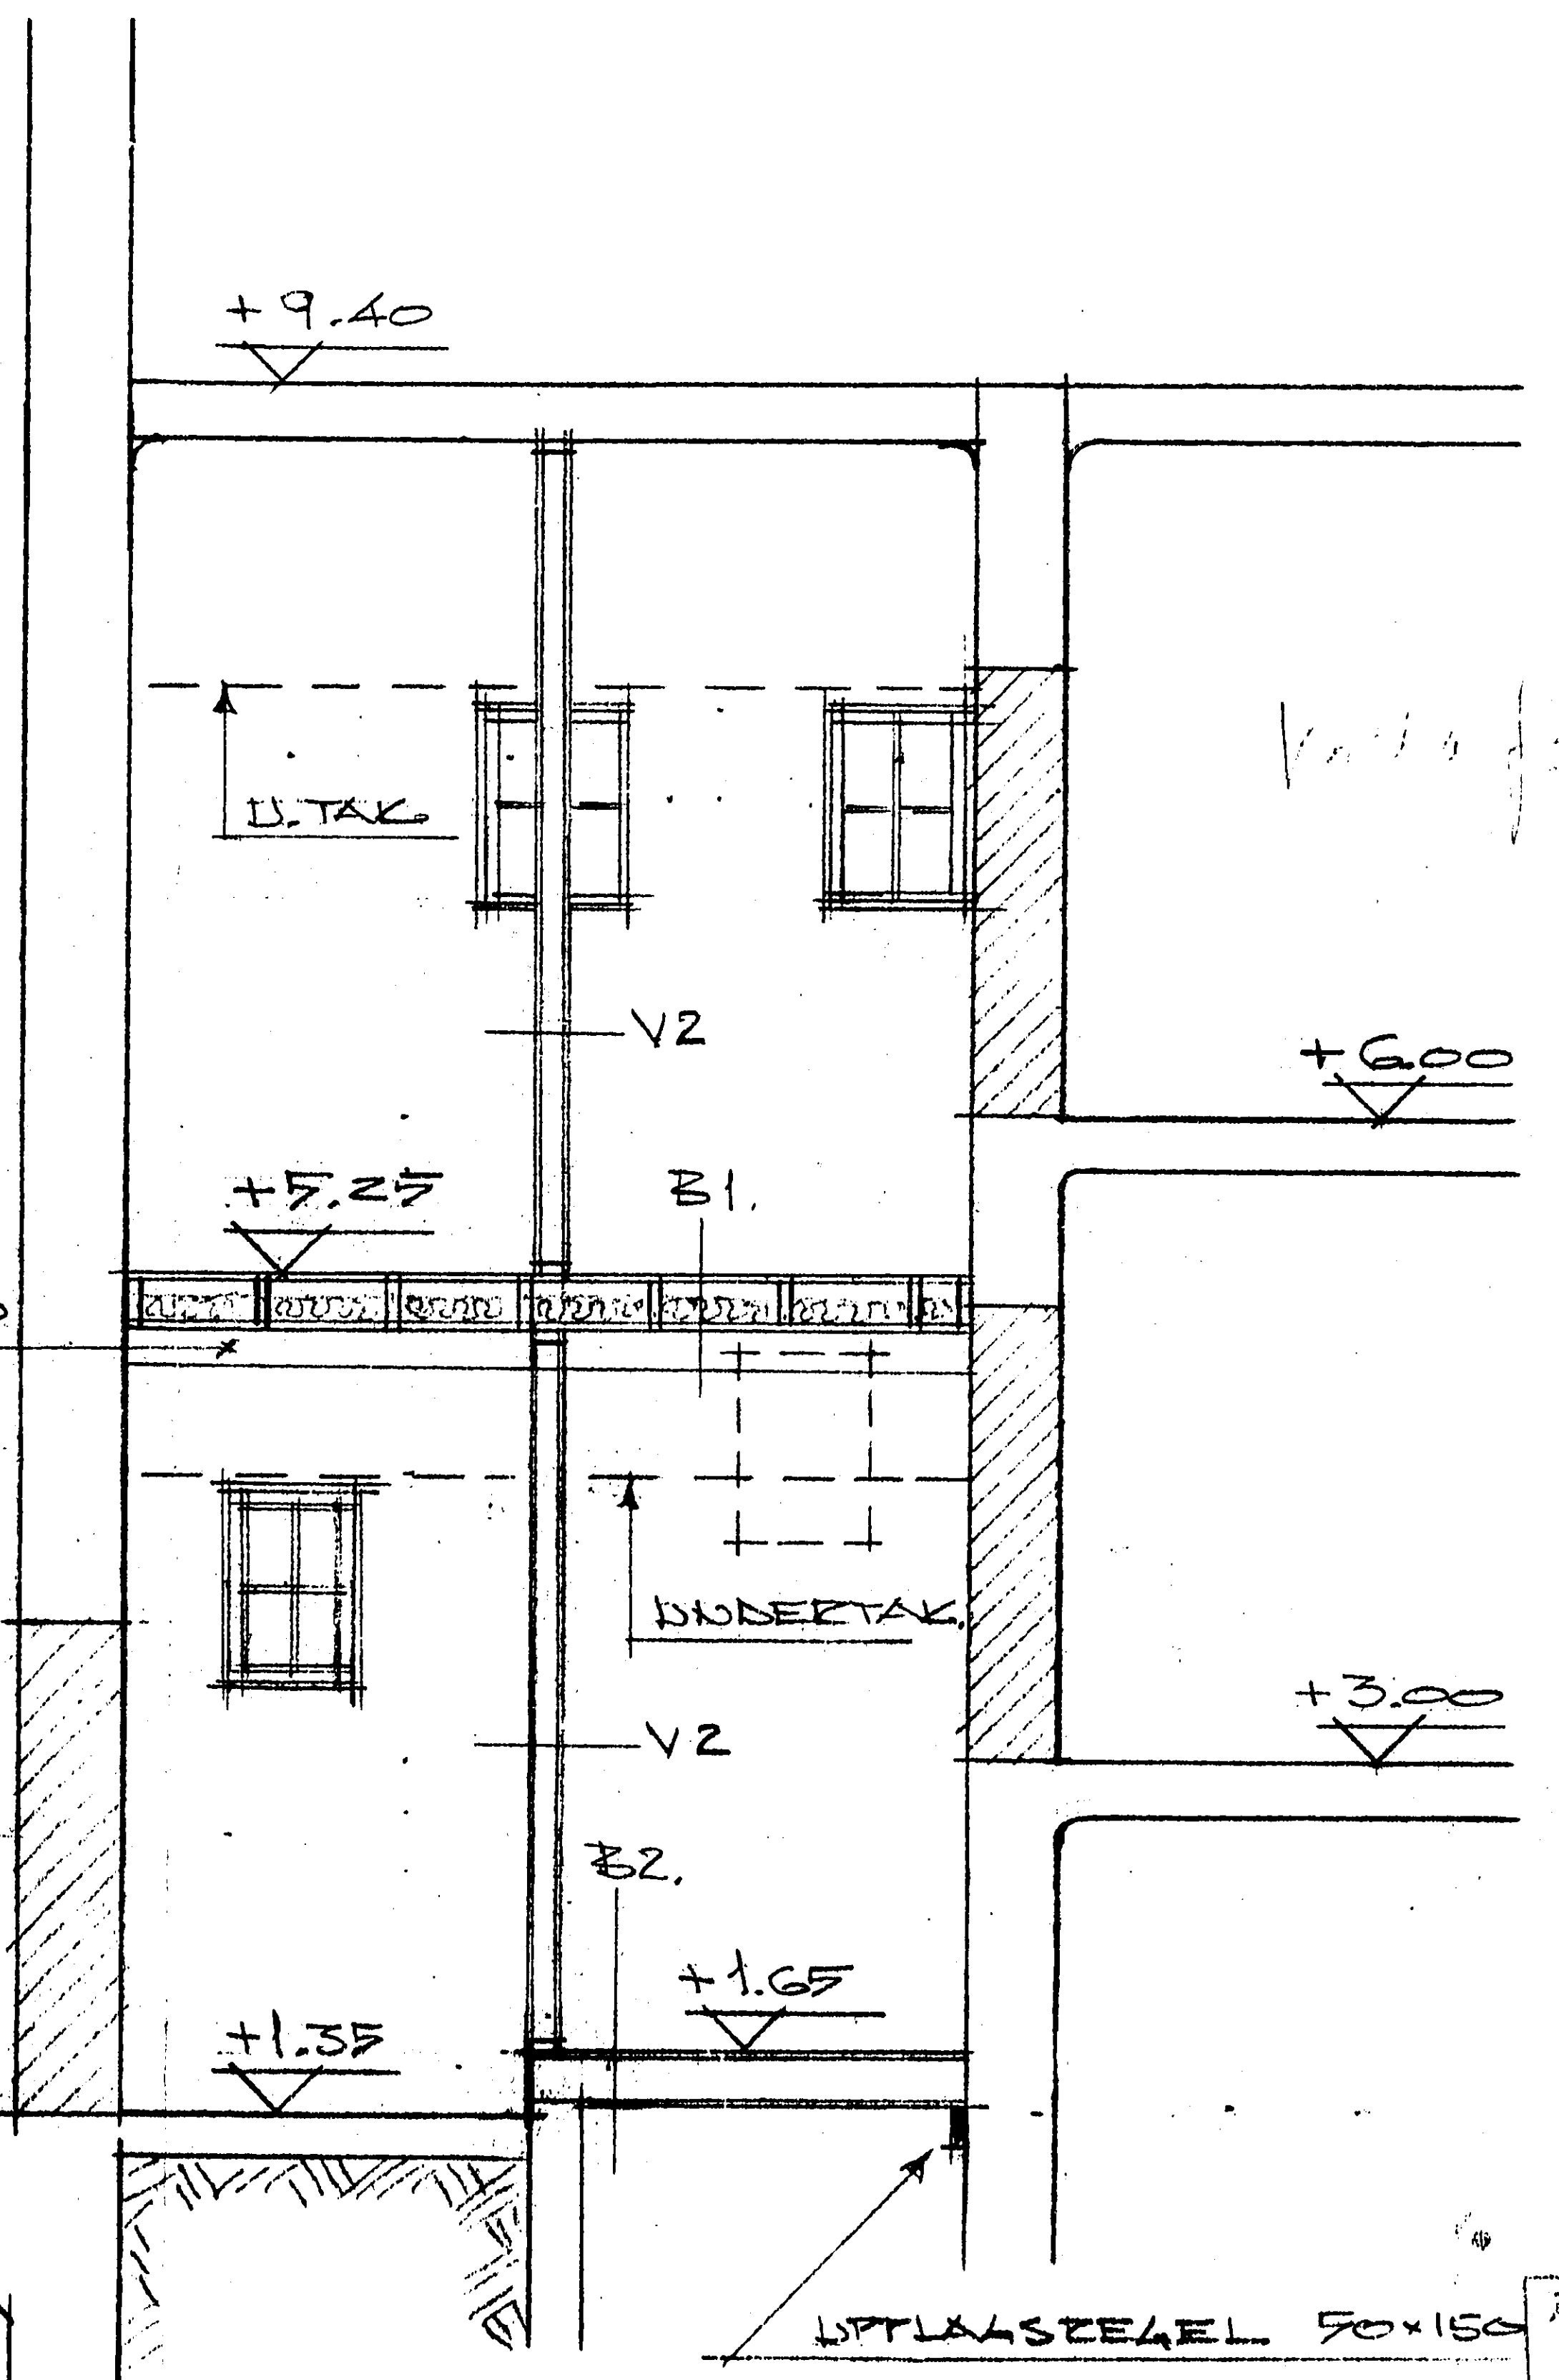 +9.40
U.TAK.
V2
+6.00
+5.25
B1.
UNDERTAK.
+3.00
V2
B2.
+1.65
+1.35
UPPLAGSREGEL 50×150